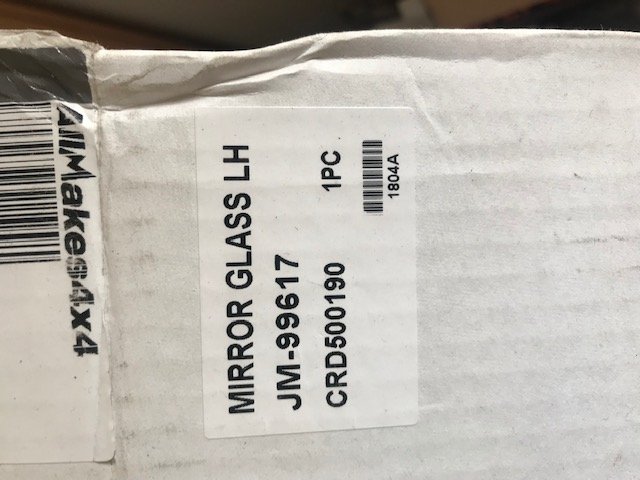 AllMakes4x4
MIRROR GLASS LH
JM-99617
CRD500190 1PC
1804A